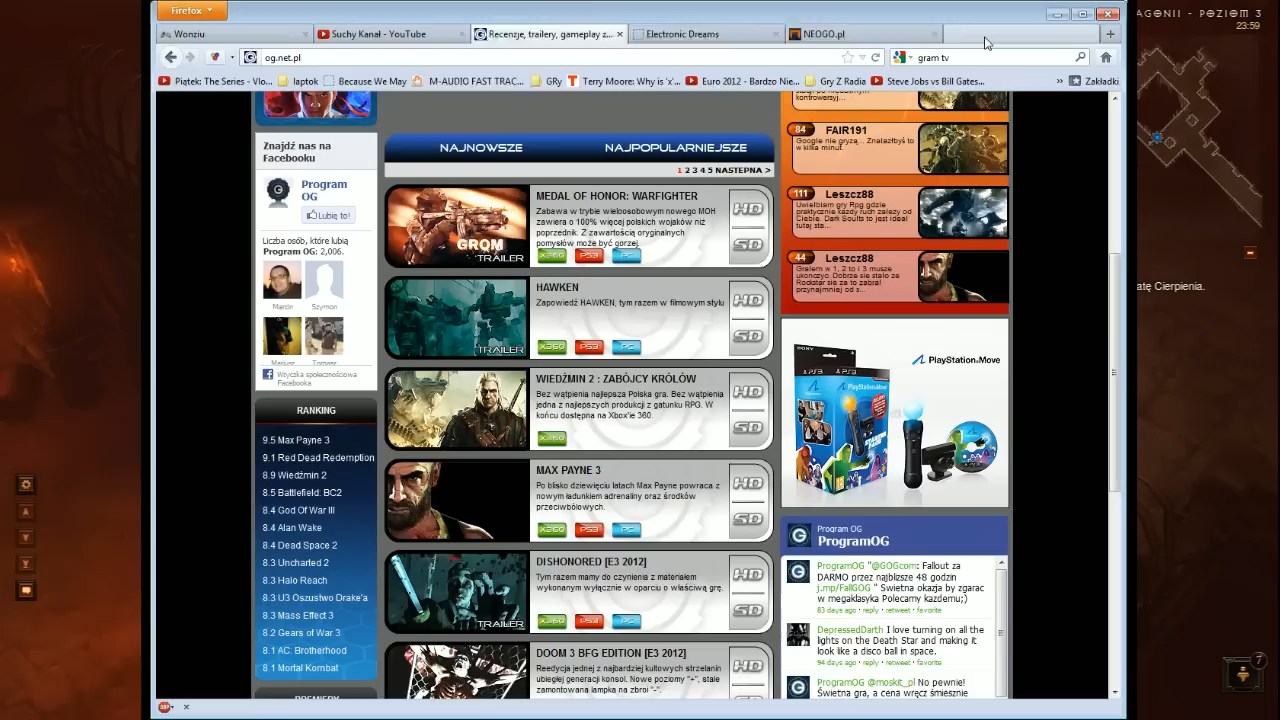 Firefox
AGONII - POZIOM 3
23:59
Wonziu
Suchy Kanał - YouTube
Recenzje, trailery, gameplay z...
Electronic Dreams
NEOGO.pl
og.net.pl
gram tv
Piątek: The Series - Vlo...
laptok
Because We May
M-AUDIO FAST TRAC...
GRy
Terry Moore: Why is 'x'...
Euro 2012 - Bardzo Nie...
Gry Z Radia
Steve Jobs vs Bill Gates...
Zakładki
Znajdź nas na
Facebooku
Program
OG
Lubię to!
Liczba osób, które lubią
Program OG: 2,006.
Marcin
Szymon
Mariusz
Tomasz
Wtyczka społecznościowa
Facebooka
RANKING
9.5 Max Payne 3
9.1 Red Dead Redemption
8.9 Wiedźmin 2
8.5 Battlefield: BC2
8.4 God Of War III
8.4 Alan Wake
8.4 Dead Space 2
8.3 Uncharted 2
8.3 Halo Reach
8.3 U3 Oszustwo Drake'a
8.3 Mass Effect 3
8.2 Gears of War 3
8.1 AC: Brotherhood
8.1 Mortal Kombat
PREMIERY
NAJNOWSZE
NAJPOPULARNIEJSZE
1 2 3 4 5 NASTEPNA >
MEDAL OF HONOR: WARFIGHTER
Zabawa w trybie wieloosobowym nowego MOH
zawiera o 100% więcej polskich wojaków niż
poprzednik. Z zawartością oryginalnych
pomysłów może być gorzej.
GROM
TRAILER
X360 PS3 PC
HD
SD
HAWKEN
Zapowiedź HAWKEN, tym razem w filmowym stylu
TRAILER
X360 PS3 PC
HD
SD
WIEDŹMIN 2 : ZABÓJCY KRÓLÓW
Bez wątpienia najlepsza Polska gra. Bez wątpienia
jedna z najlepszych produkcji z gatunku RPG. W
końcu dostępna na Xbox'ie 360.
X360
HD
SD
MAX PAYNE 3
Po blisko dziewięciu latach Max Payne powraca z
nowym ładunkiem adrenaliny oraz środków
przeciwbólowych.
X360 PS3 PC
HD
SD
DISHONORED [E3 2012]
Tym razem mamy do czynienia z materiałem
wykonanym wyłącznie w oparciu o właściwą grę.
TRAILER
X360 PS3 PC
HD
SD
DOOM 3 BFG EDITION [E3 2012]
Reedycja jednej z najbardziej kultowych strzelanin
ubiegłej generacji konsol. Nowe poziomy "+", stale
zamontowana lampka na zbroi "-".
HD
kontrowersyj...
84
FAIR191
Google nie gryzą... Znalazłbyś to
w kilka minut.
111
Leszcz88
Uwielbiam gry Rpg gdzie
praktycznie każdy ruch zależy od
Ciebie. Dark Soults to jest ideal
tutaj sta...
44
Leszcz88
Grałem w 1, 2 to i 3 musze
ukonczyc. Dobrze sie stało ze
Rockstar sie za to zabrał
przynajmniej od s...
SONY
PlayStation Move
Program OG
ProgramOG
ProgramOG "@GOGcom: Fallout za
DARMO przez najbliższe 48 godzin
j.mp/FallGOG " Świetna okazja by zgarac
w megaklasyka Polecamy kazdemu;)
83 days ago · reply · retweet · favorite
DepressedDarth I love turning on all the
lights on the Death Star and making it
look like a disco ball in space.
94 days ago · reply · retweet · favorite
ProgramOG @moskit_pl No pewnie!
Świetna gra, a cena wręcz śmiesznie
atę Cierpienia.
7
ABP